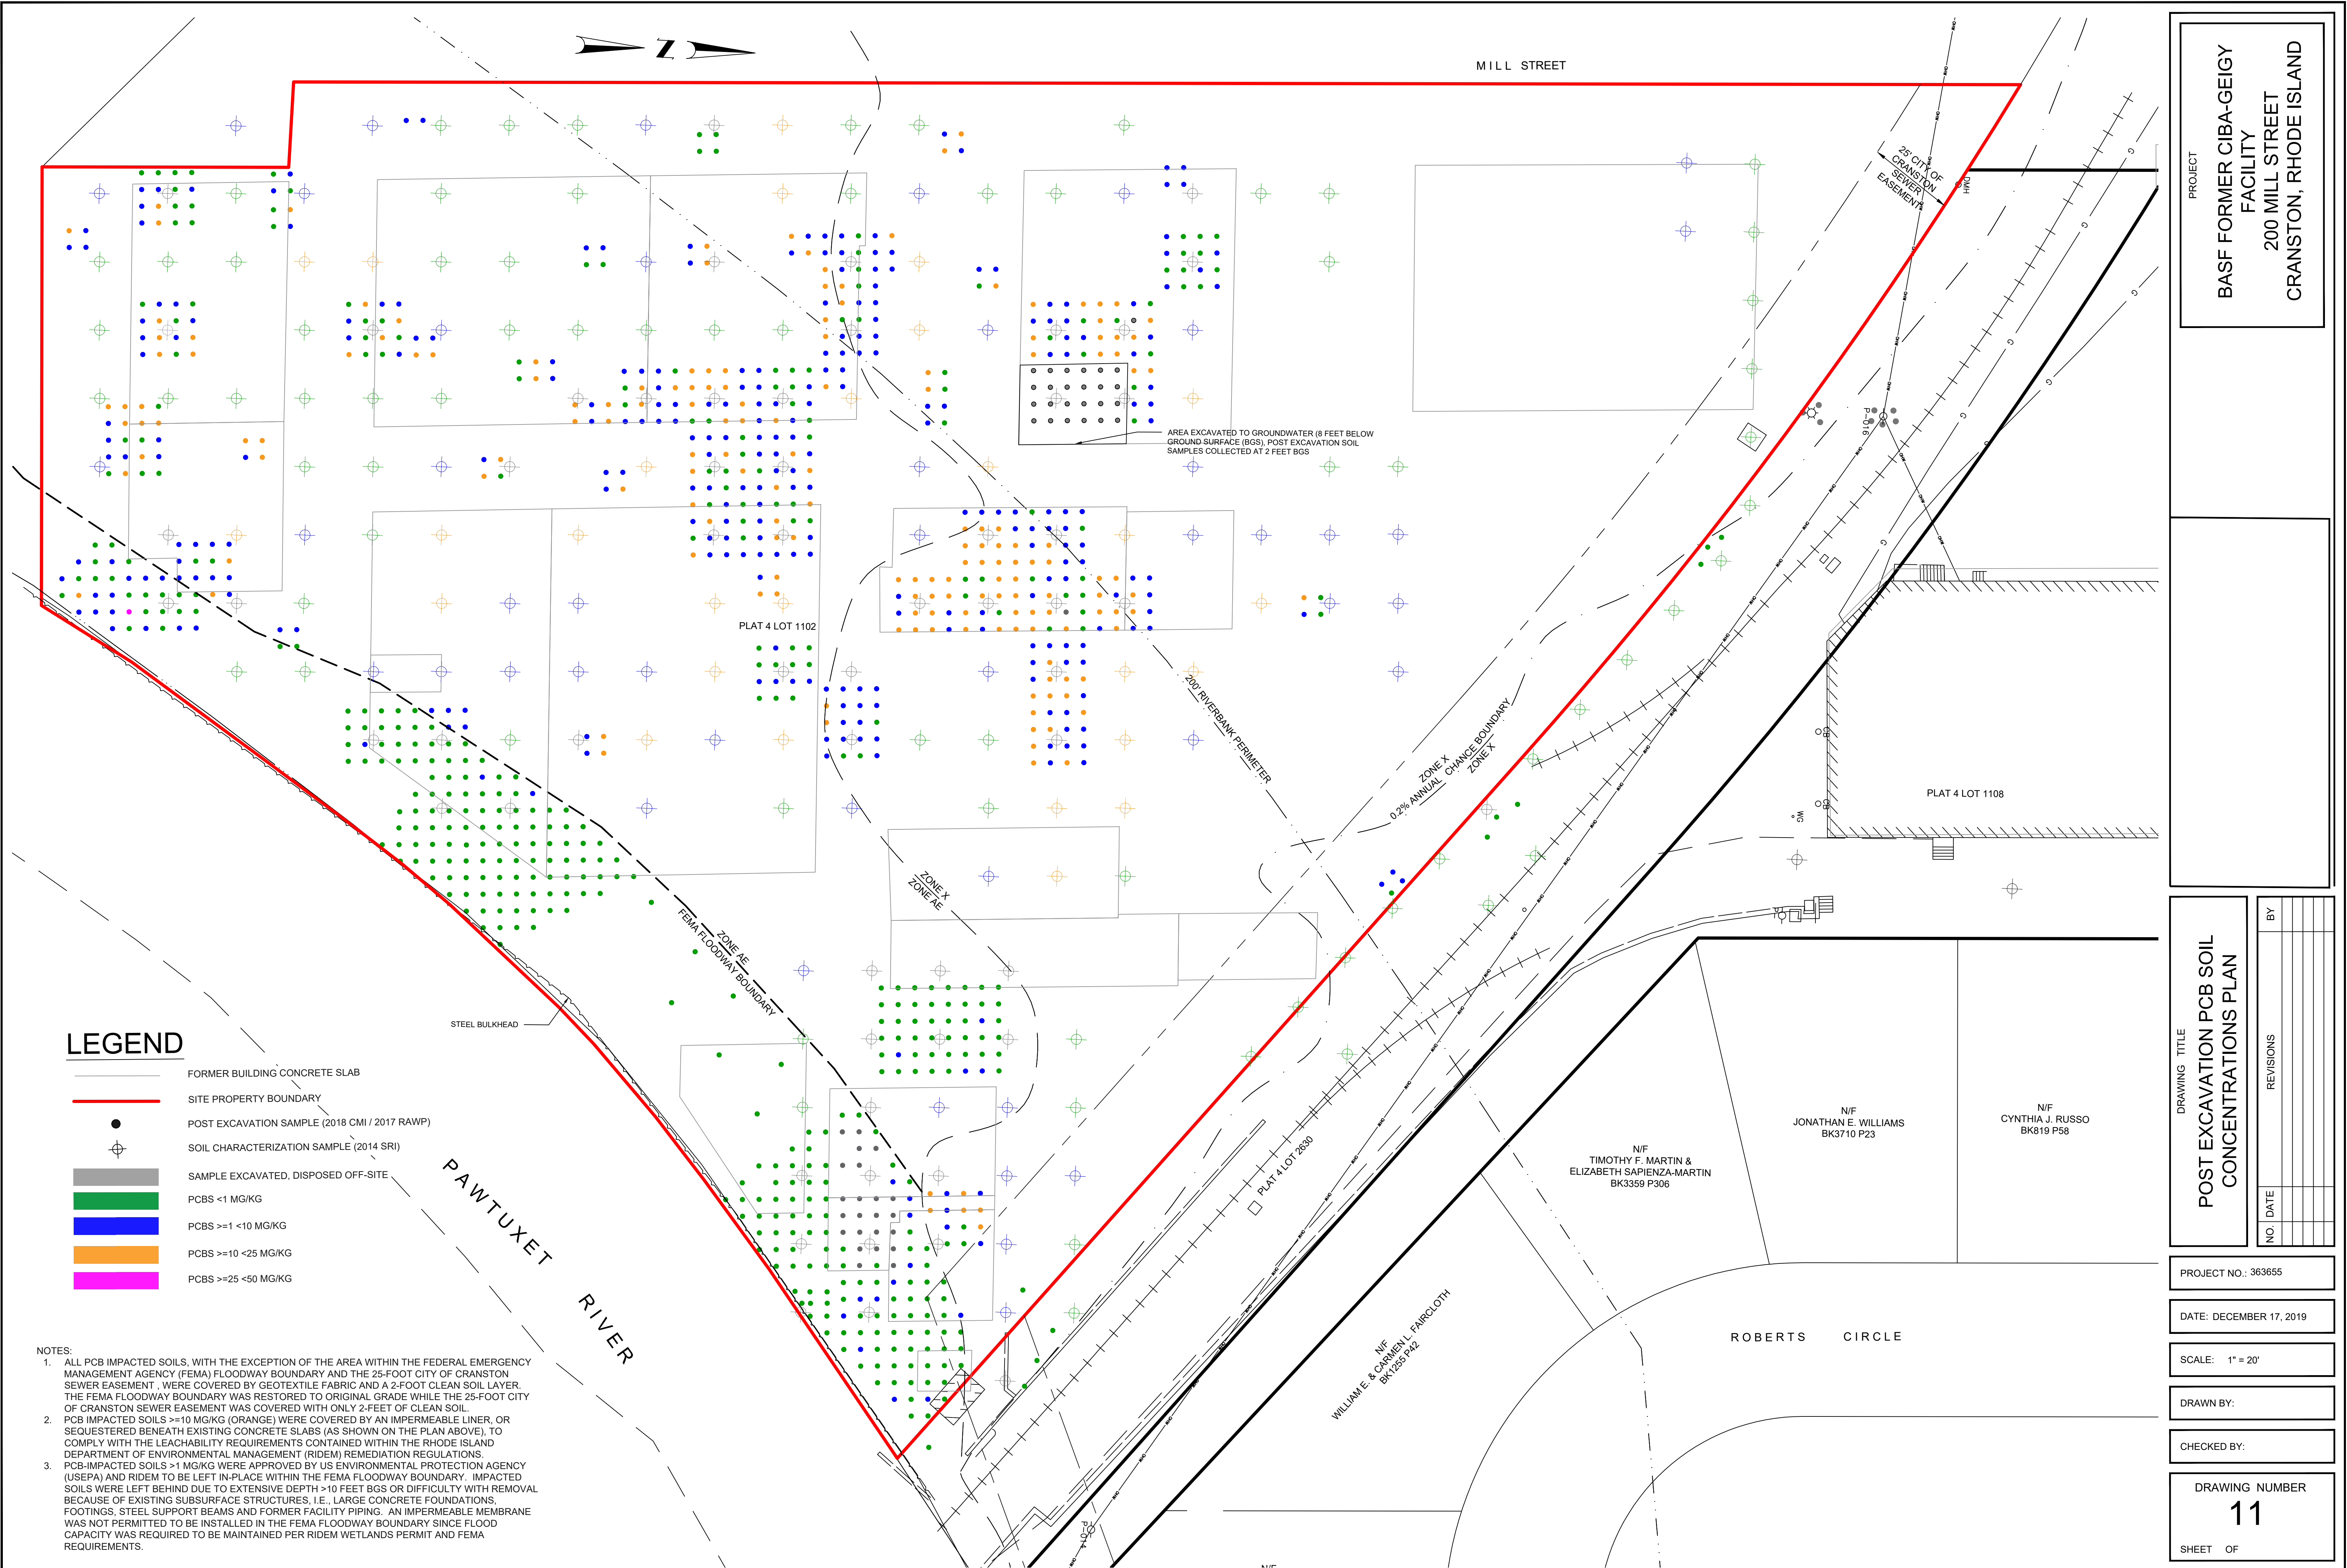 MILL STREET
Z
25' CITY OF
CRANSTON
SEWER
EASEMENT
DMH
P-016
AREA EXCAVATED TO GROUNDWATER (8 FEET BELOW
GROUND SURFACE (BGS), POST EXCAVATION SOIL
SAMPLES COLLECTED AT 2 FEET BGS
PLAT 4 LOT 1102
200' RIVERBANK PERIMETER
ZONE X
0.2% ANNUAL CHANCE BOUNDARY
ZONE X
CB
CB
WG
PLAT 4 LOT 1108
ZONE X
ZONE AE
ZONE AE
FEMA FLOODWAY BOUNDARY
STEEL BULKHEAD
PLAT 4 LOT 2630
N/F
TIMOTHY F. MARTIN &
ELIZABETH SAPIENZA-MARTIN
BK3359 P306
N/F
JONATHAN E. WILLIAMS
BK3710 P23
N/F
CYNTHIA J. RUSSO
BK819 P58
N/F
WILLIAM E. & CARMEN L. FAIRCLOTH
BK1255 P42
ROBERTS CIRCLE
P-014
PAWTUXET RIVER
LEGEND
FORMER BUILDING CONCRETE SLAB
SITE PROPERTY BOUNDARY
POST EXCAVATION SAMPLE (2018 CMI / 2017 RAWP)
SOIL CHARACTERIZATION SAMPLE (2014 SRI)
SAMPLE EXCAVATED, DISPOSED OFF-SITE
PCBS <1 MG/KG
PCBS >=1 <10 MG/KG
PCBS >=10 <25 MG/KG
PCBS >=25 <50 MG/KG
NOTES:
1. ALL PCB IMPACTED SOILS, WITH THE EXCEPTION OF THE AREA WITHIN THE FEDERAL EMERGENCY
MANAGEMENT AGENCY (FEMA) FLOODWAY BOUNDARY AND THE 25-FOOT CITY OF CRANSTON
SEWER EASEMENT , WERE COVERED BY GEOTEXTILE FABRIC AND A 2-FOOT CLEAN SOIL LAYER.
THE FEMA FLOODWAY BOUNDARY WAS RESTORED TO ORIGINAL GRADE WHILE THE 25-FOOT CITY
OF CRANSTON SEWER EASEMENT WAS COVERED WITH ONLY 2-FEET OF CLEAN SOIL.
2. PCB IMPACTED SOILS >=10 MG/KG (ORANGE) WERE COVERED BY AN IMPERMEABLE LINER, OR
SEQUESTERED BENEATH EXISTING CONCRETE SLABS (AS SHOWN ON THE PLAN ABOVE), TO
COMPLY WITH THE LEACHABILITY REQUIREMENTS CONTAINED WITHIN THE RHODE ISLAND
DEPARTMENT OF ENVIRONMENTAL MANAGEMENT (RIDEM) REMEDIATION REGULATIONS.
3. PCB-IMPACTED SOILS >1 MG/KG WERE APPROVED BY US ENVIRONMENTAL PROTECTION AGENCY
(USEPA) AND RIDEM TO BE LEFT IN-PLACE WITHIN THE FEMA FLOODWAY BOUNDARY. IMPACTED
SOILS WERE LEFT BEHIND DUE TO EXTENSIVE DEPTH >10 FEET BGS OR DIFFICULTY WITH REMOVAL
BECAUSE OF EXISTING SUBSURFACE STRUCTURES, I.E., LARGE CONCRETE FOUNDATIONS,
FOOTINGS, STEEL SUPPORT BEAMS AND FORMER FACILITY PIPING. AN IMPERMEABLE MEMBRANE
WAS NOT PERMITTED TO BE INSTALLED IN THE FEMA FLOODWAY BOUNDARY SINCE FLOOD
CAPACITY WAS REQUIRED TO BE MAINTAINED PER RIDEM WETLANDS PERMIT AND FEMA
REQUIREMENTS.
PROJECT
BASF FORMER CIBA-GEIGY
FACILITY
200 MILL STREET
CRANSTON, RHODE ISLAND
DRAWING TITLE
POST EXCAVATION PCB SOIL
CONCENTRATIONS PLAN
NO. DATE REVISIONS BY
PROJECT NO.: 363655
DATE: DECEMBER 17, 2019
SCALE: 1" = 20'
DRAWN BY:
CHECKED BY:
DRAWING NUMBER
11
SHEET OF